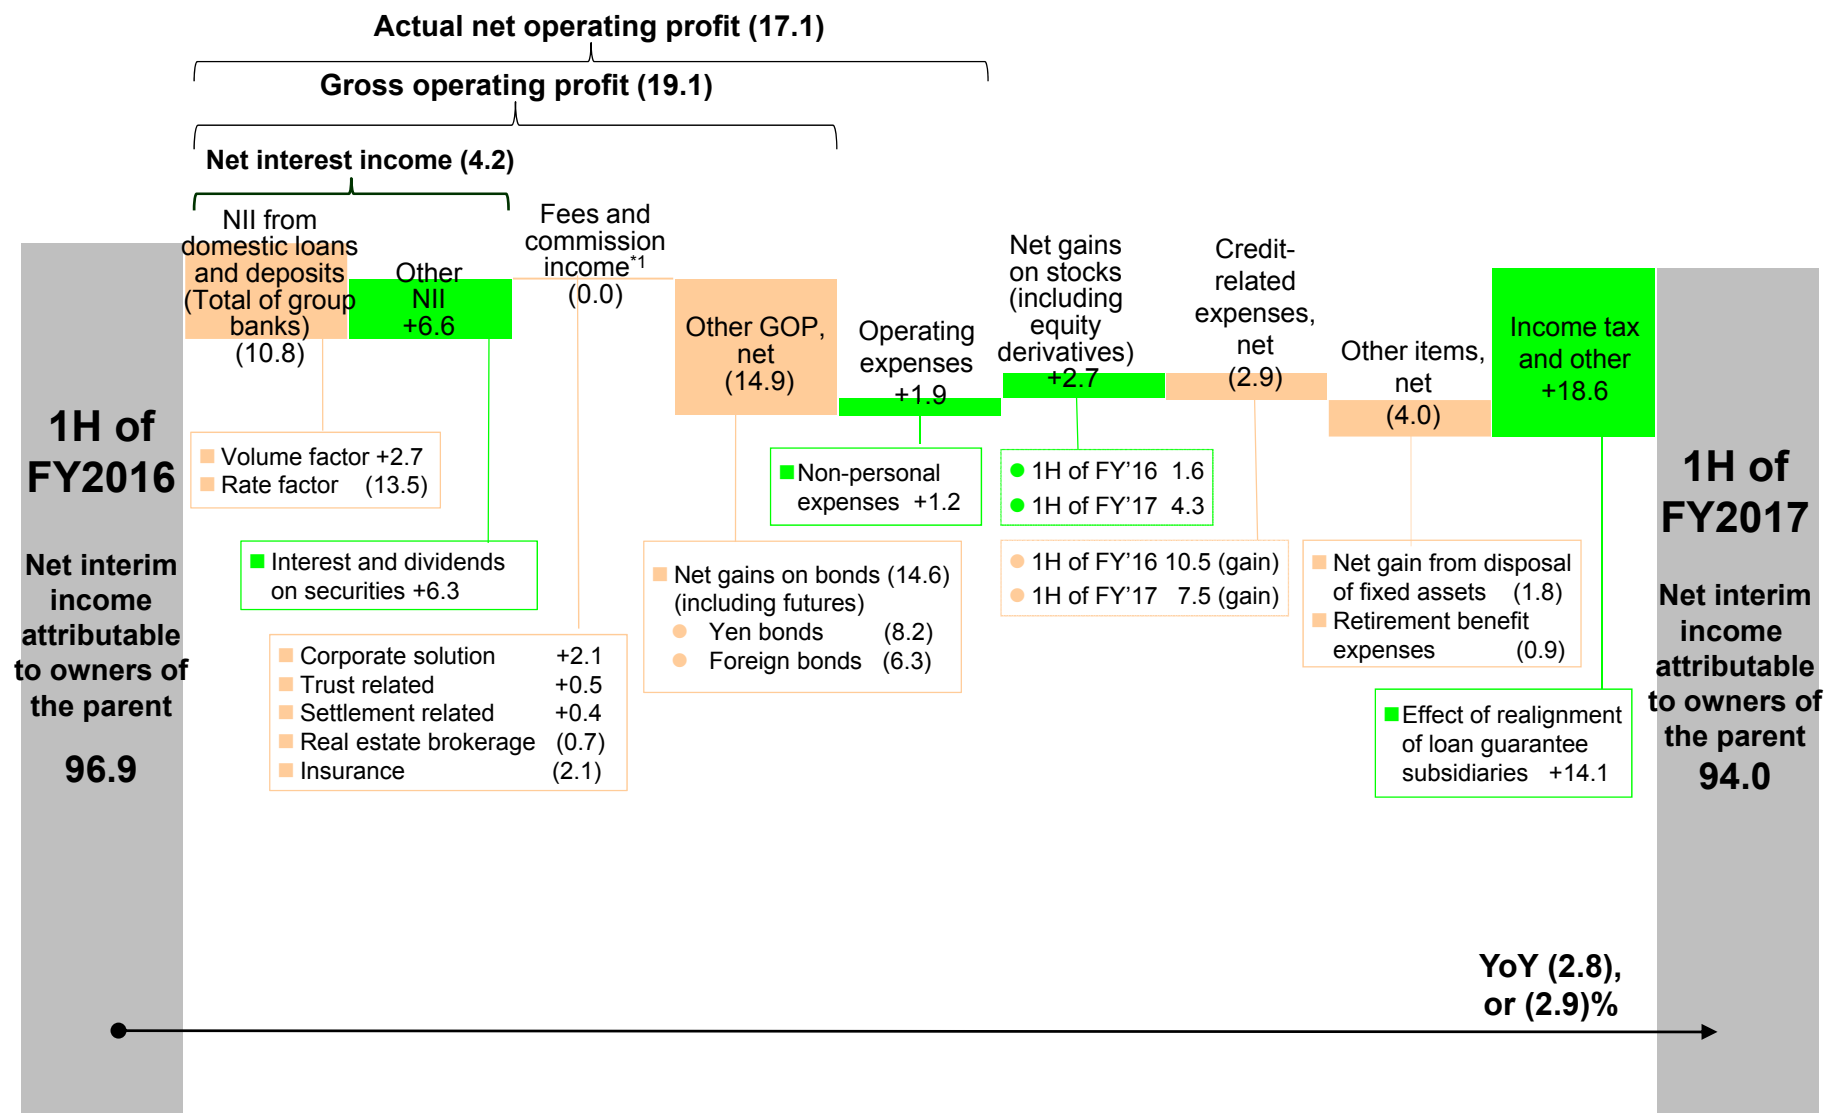 Actual net operating profit (17.1)
Gross operating profit (19.1)
Net interest income (4.2)
NII from
domestic loans
and deposits
(Total of group
banks)
(10.8)
Other
NII
+6.6
Fees and
commission
income*1
(0.0)
Other GOP,
net
(14.9)
Operating
expenses
+1.9
Net gains
on stocks
(including
equity
derivatives)
+2.7
Credit-
related
expenses,
net
(2.9)
Other items,
net
(4.0)
Income tax
and other
+18.6
1H of
FY2016
Net interim
income
attributable
to owners of
the parent
96.9
Volume factor +2.7
Rate factor (13.5)
Interest and dividends
on securities +6.3
Corporate solution +2.1
Trust related +0.5
Settlement related +0.4
Real estate brokerage (0.7)
Insurance (2.1)
Net gains on bonds (14.6)
(including futures)
Yen bonds (8.2)
Foreign bonds (6.3)
Non-personal
expenses +1.2
1H of FY’16 1.6
1H of FY’17 4.3
1H of FY’16 10.5 (gain)
1H of FY’17 7.5 (gain)
Net gain from disposal
of fixed assets (1.8)
Retirement benefit
expenses (0.9)
Effect of realignment
of loan guarantee
subsidiaries +14.1
1H of
FY2017
Net interim
income
attributable
to owners of
the parent
94.0
YoY (2.8),
or (2.9)%